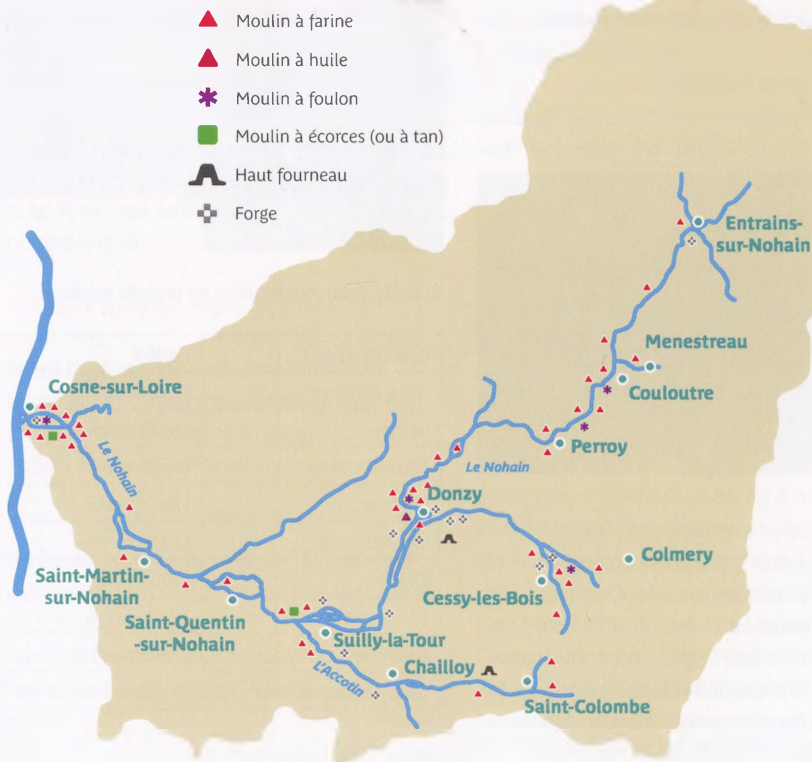 Moulin à farine
Moulin à huile
Moulin à foulon
Moulin à écorces (ou à tan)
Haut fourneau
Forge
Entrains-
sur-Nohain
Menestreau
Couloutre
Cosne-sur-Loire
Perroy
Le Nohain
Le Nohain
Donzy
Colmery
Saint-Martin-
sur-Nohain
Cessy-les-Bois
Saint-Quentin
-sur-Nohain
Suilly-la-Tour
L'Accotin
Chailloy
Saint-Colombe